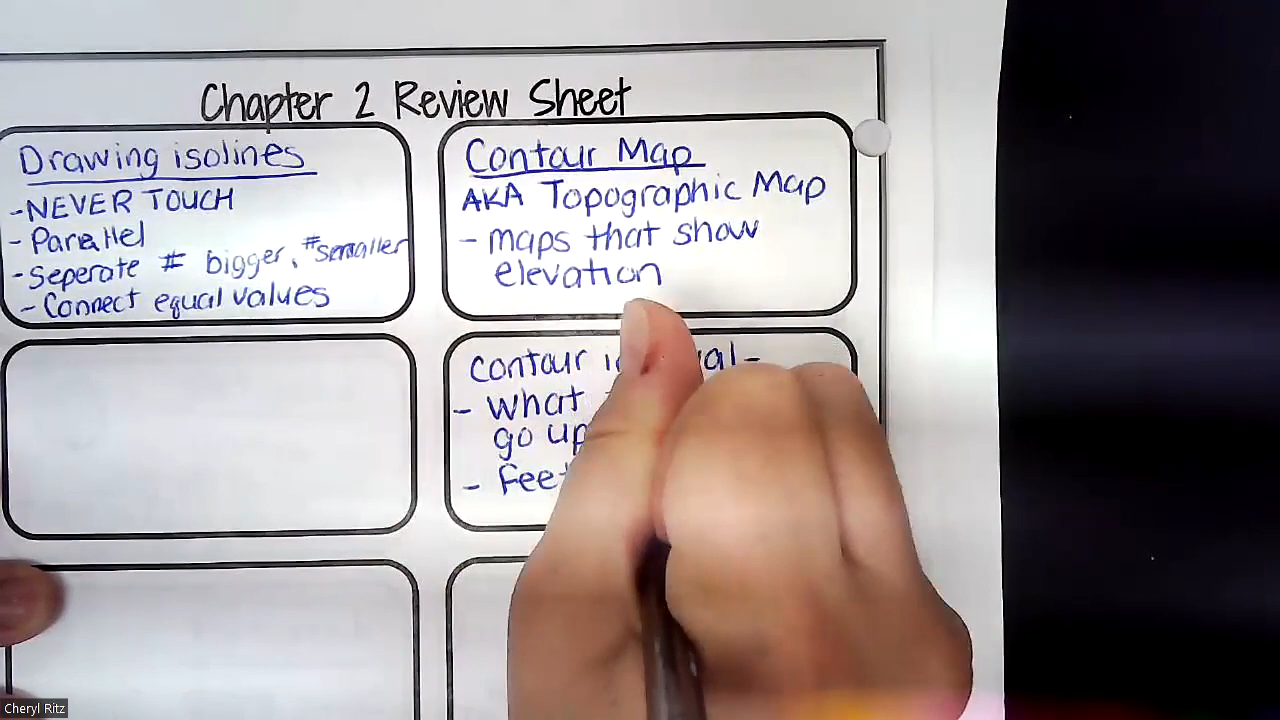 Chapter 2 Review Sheet
Drawing isolines
-NEVER TOUCH
- Parallel
-Seperate # bigger, #smaller
- Connect equal values
Contour Map
AKA Topographic Map
- maps that show
elevation
Contour
- What
go up
- Feet
Cheryl Ritz